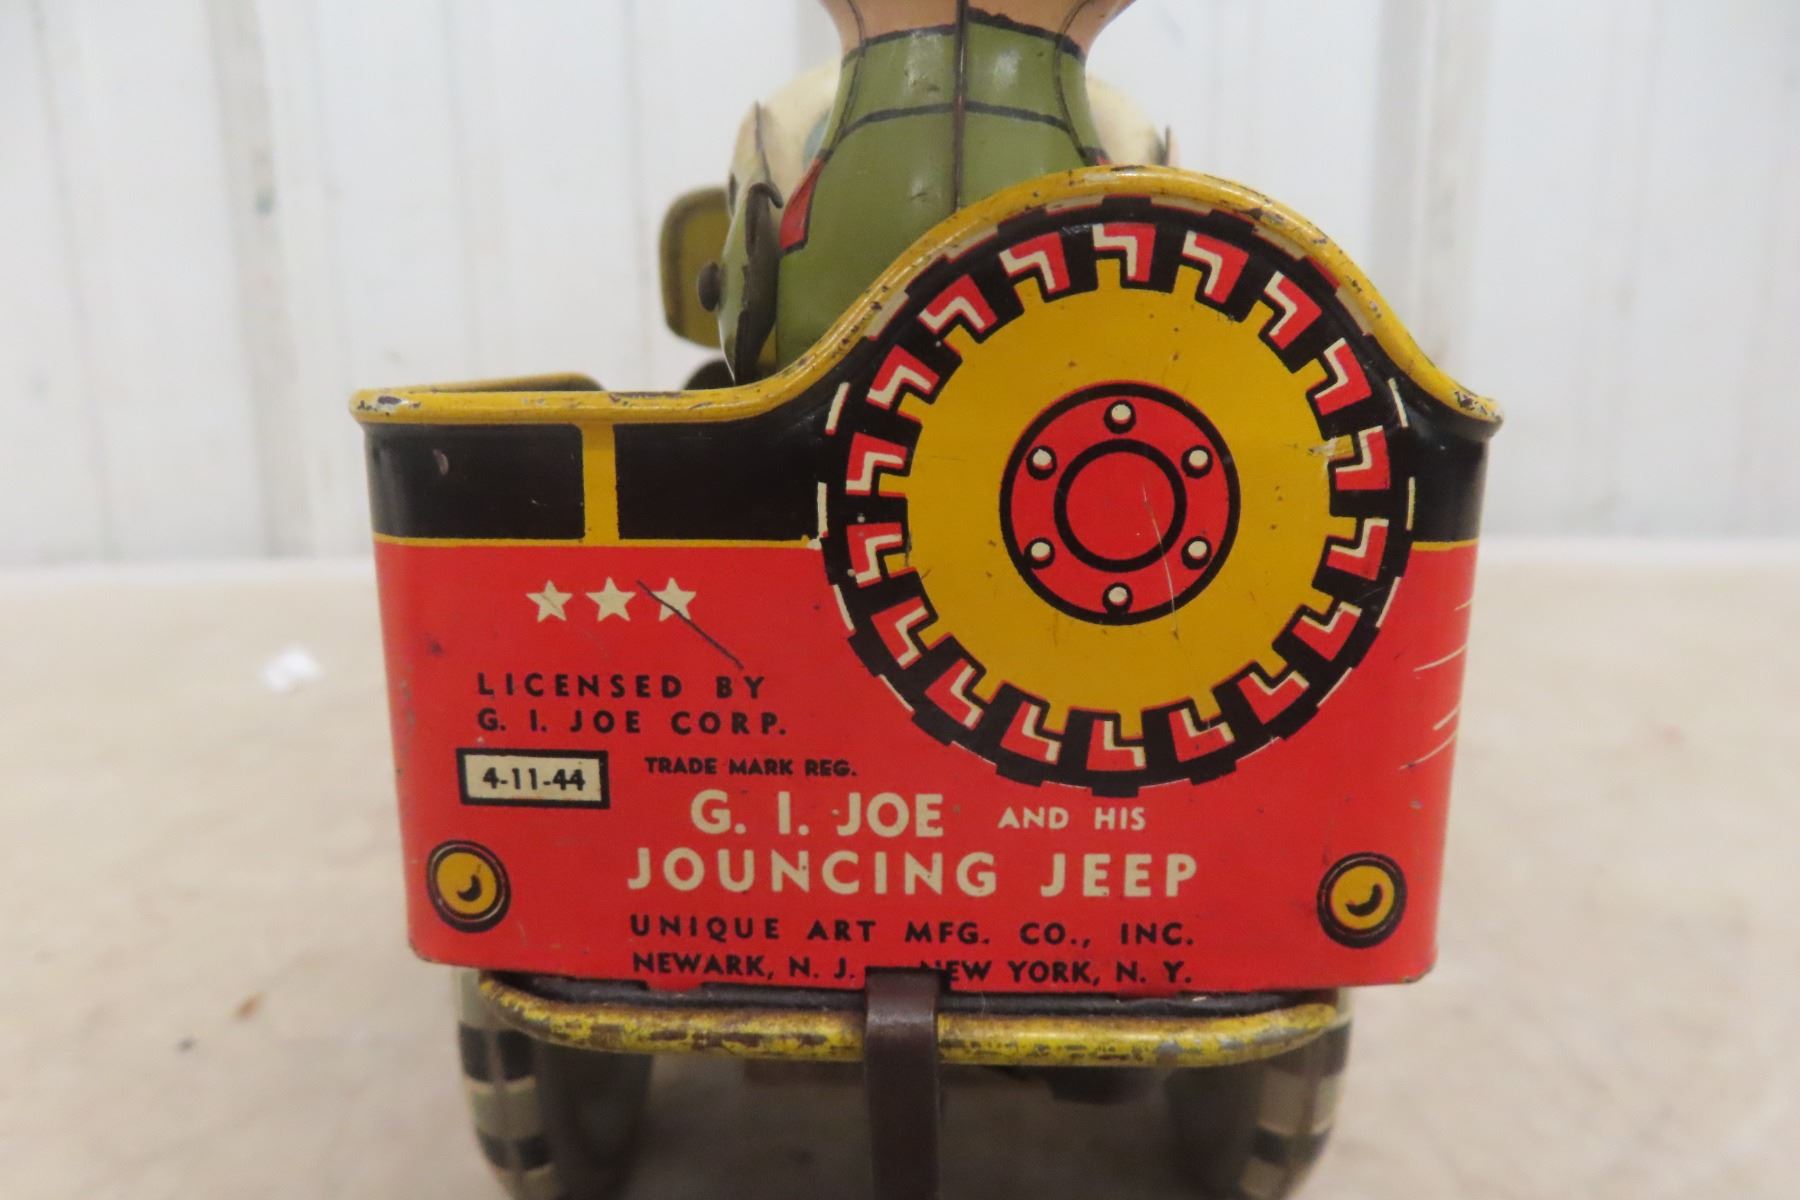 LICENSED BY
G. I. JOE CORP.
4-11-44
TRADE MARK REG.
G. I. JOE AND HIS
JOUNCING JEEP
UNIQUE ART MFG. CO., INC.
NEWARK, N. J. — NEW YORK, N. Y.